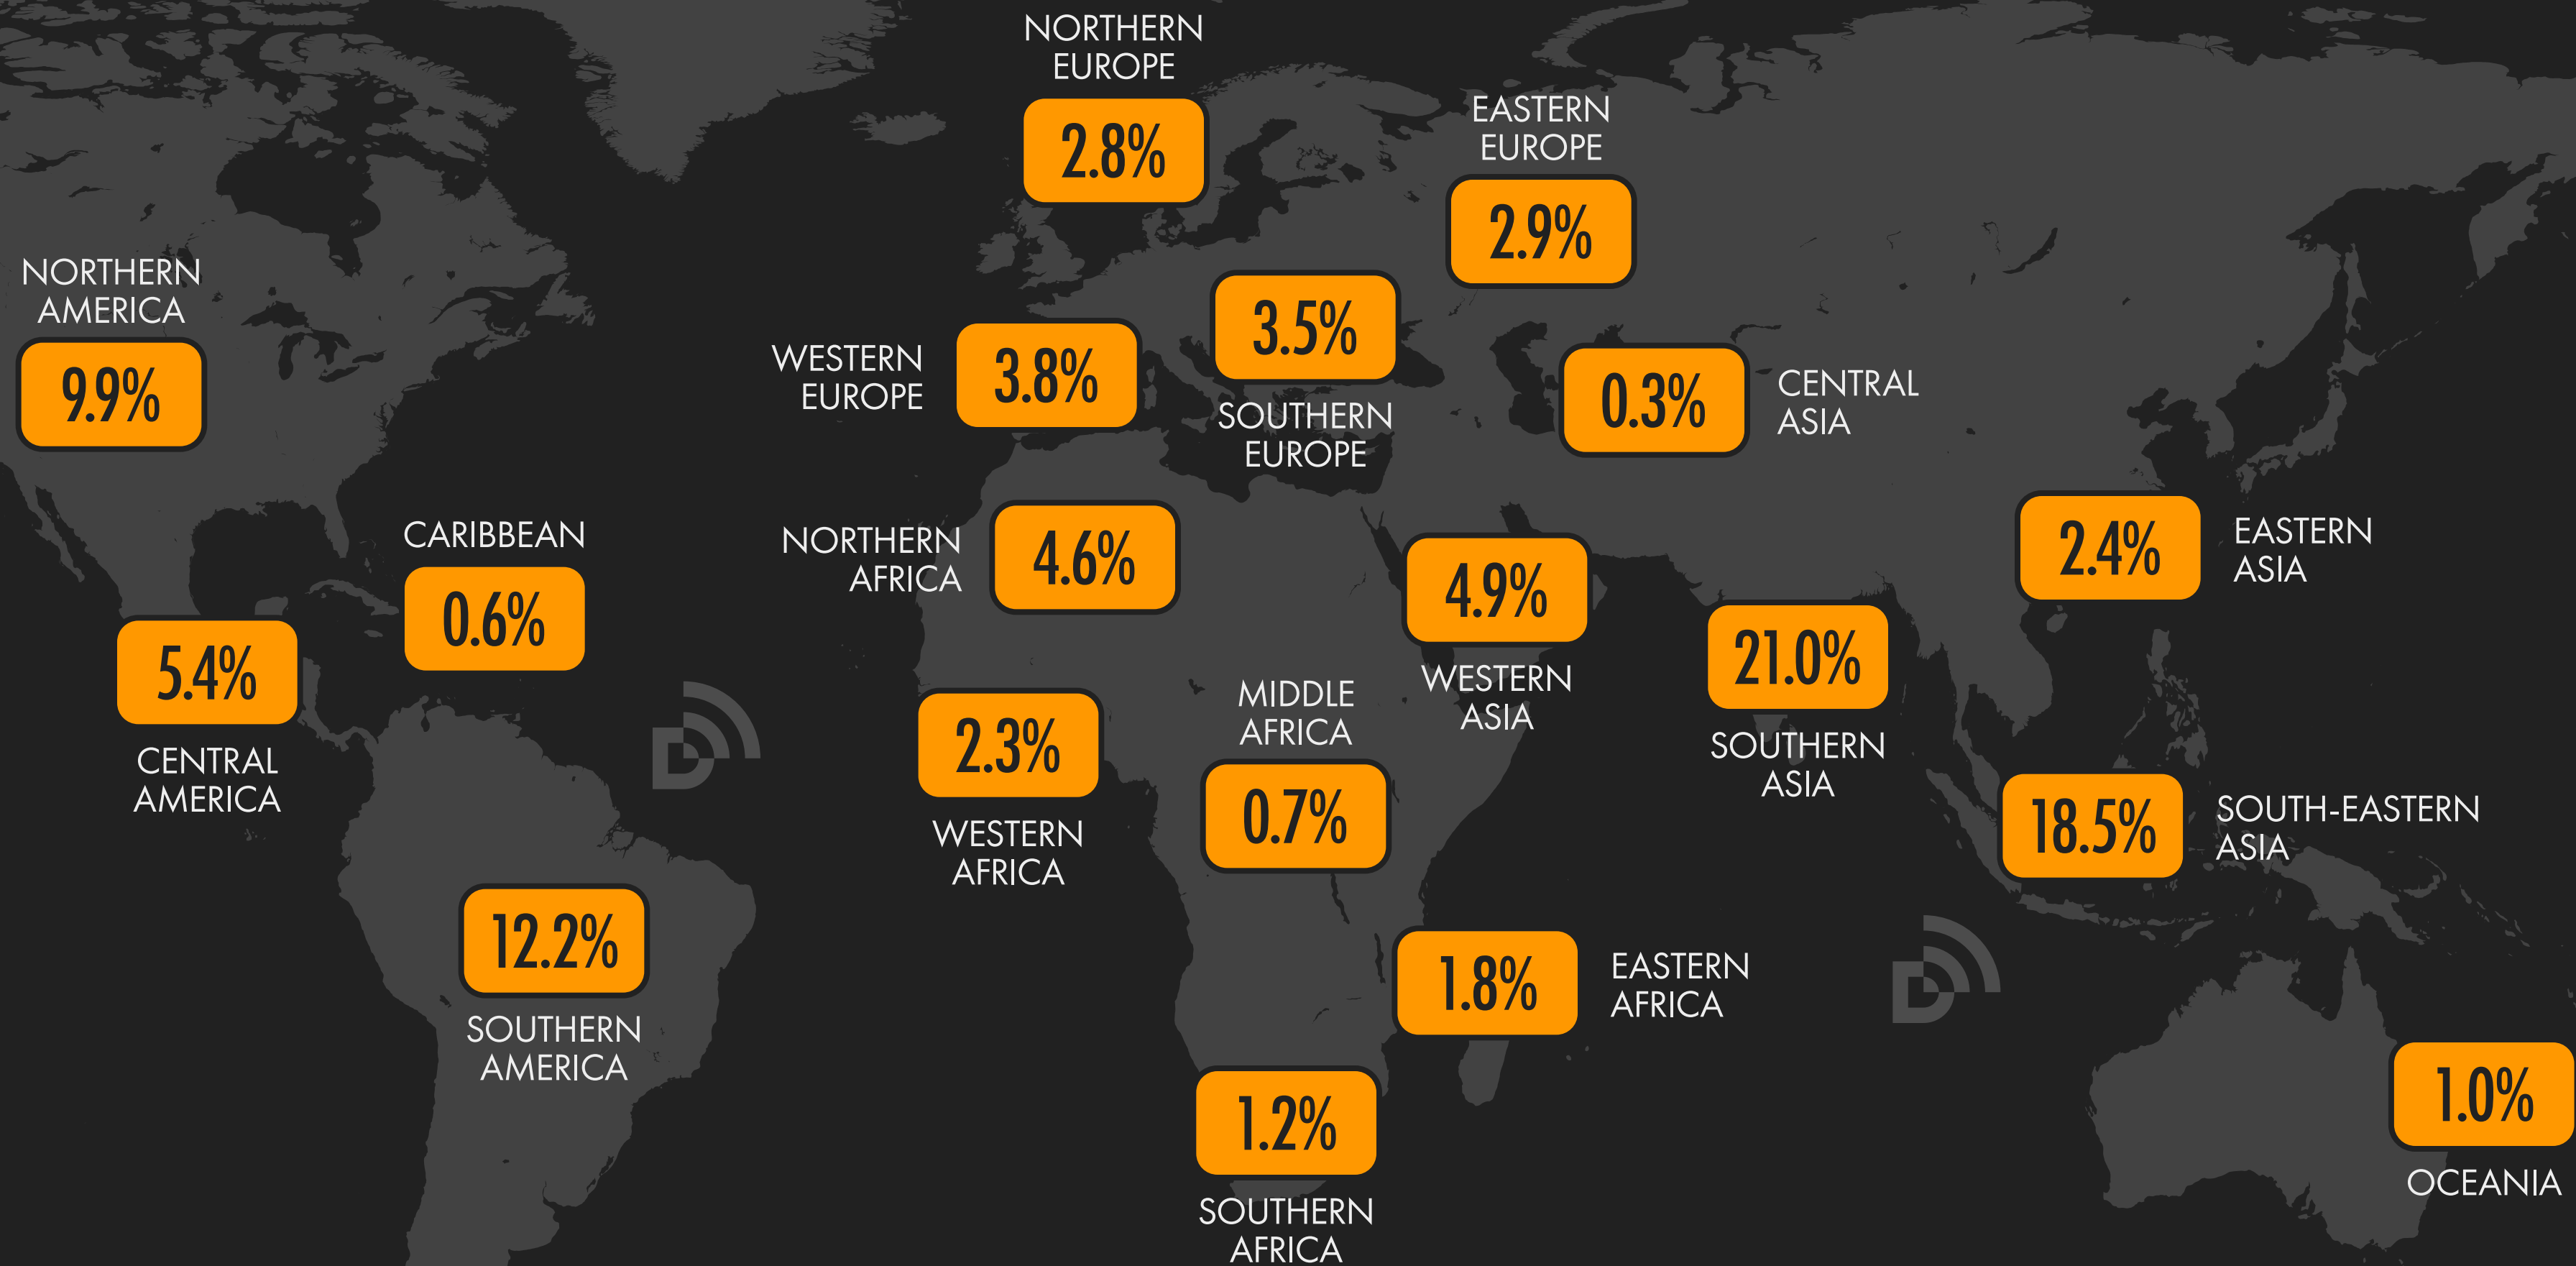 NORTHERN
EUROPE
2.8%
EASTERN
EUROPE
2.9%
NORTHERN
AMERICA
9.9%
WESTERN
EUROPE
3.8%
3.5%
SOUTHERN
EUROPE
0.3%
CENTRAL
ASIA
CARIBBEAN
0.6%
NORTHERN
AFRICA
4.6%
4.9%
WESTERN
ASIA
2.4%
EASTERN
ASIA
5.4%
CENTRAL
AMERICA
21.0%
SOUTHERN
ASIA
2.3%
WESTERN
AFRICA
MIDDLE
AFRICA
0.7%
18.5%
SOUTH-EASTERN
ASIA
12.2%
SOUTHERN
AMERICA
1.8%
EASTERN
AFRICA
1.2%
SOUTHERN
AFRICA
1.0%
OCEANIA